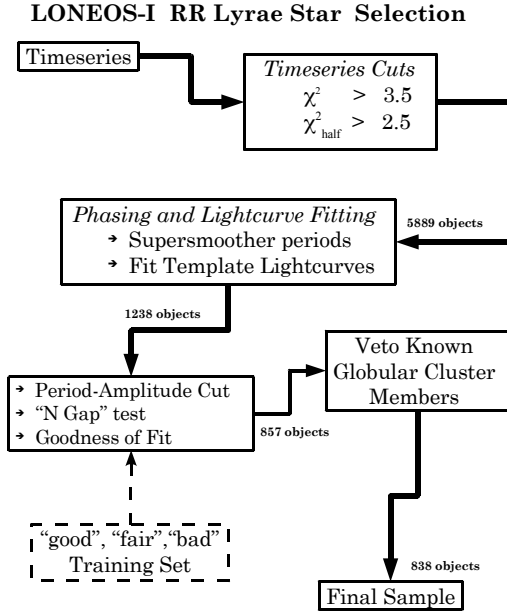 LONEOS-I RR Lyrae Star Selection
Timeseries
Timeseries Cuts
χ² > 3.5
χ²half > 2.5
5889 objects
Phasing and Lightcurve Fitting
➔ Supersmoother periods
➔ Fit Template Lightcurves
1238 objects
Veto Known
Globular Cluster
Members
➔ Period-Amplitude Cut
➔ “N Gap” test
➔ Goodness of Fit
857 objects
“good”, “fair”,“bad”
Training Set
838 objects
Final Sample